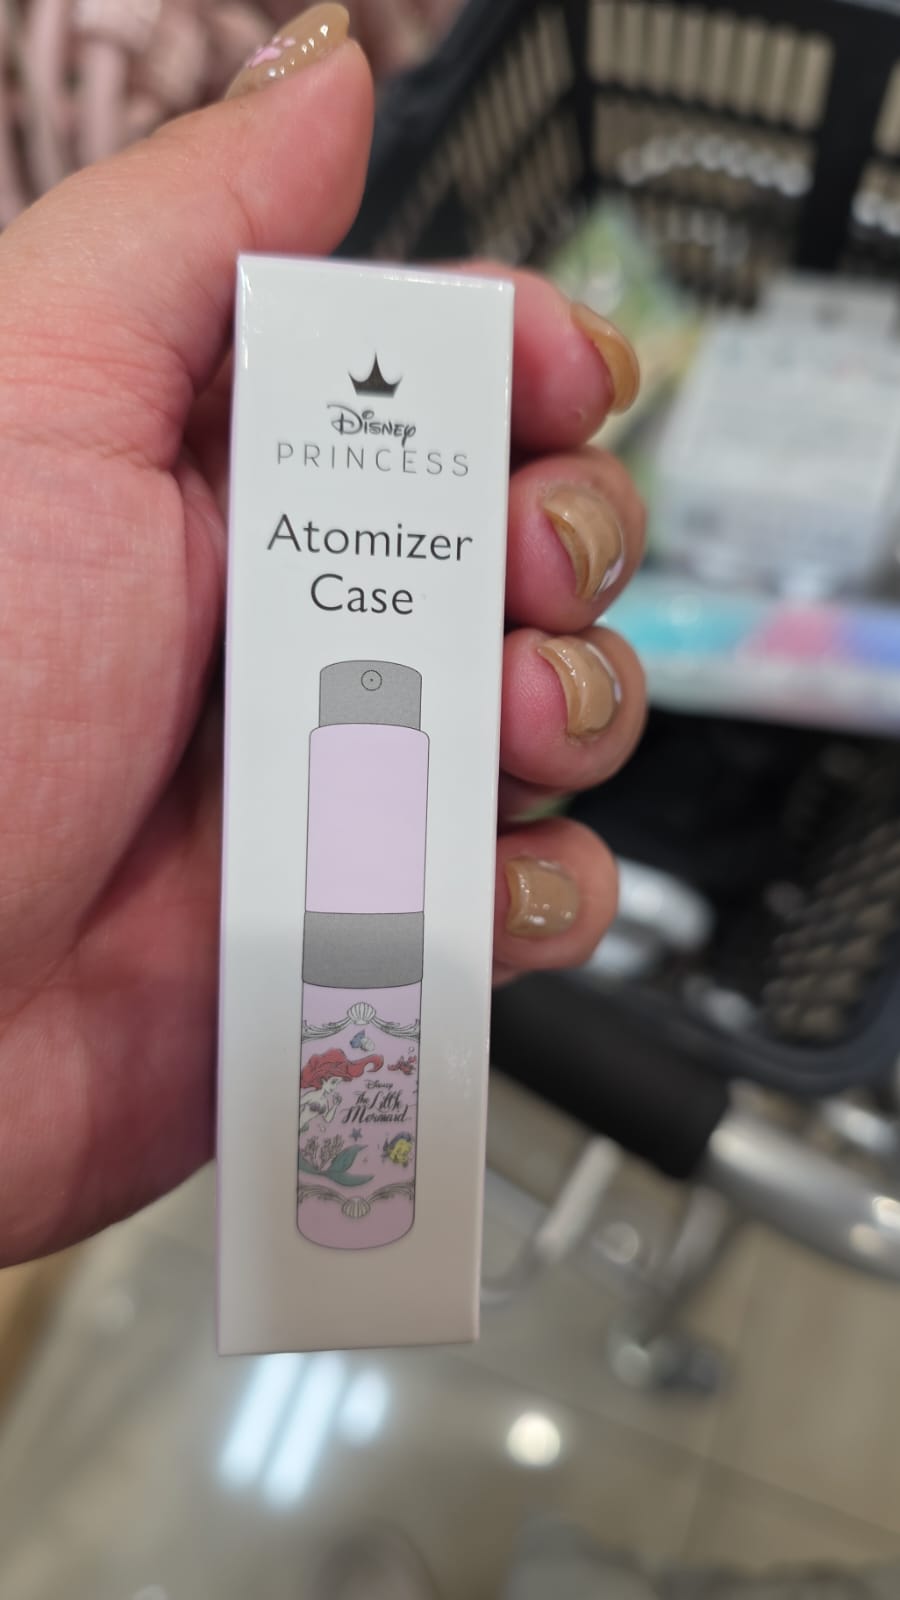 Disney
PRINCESS
Atomizer
Case
Disney
The Little
Mermaid